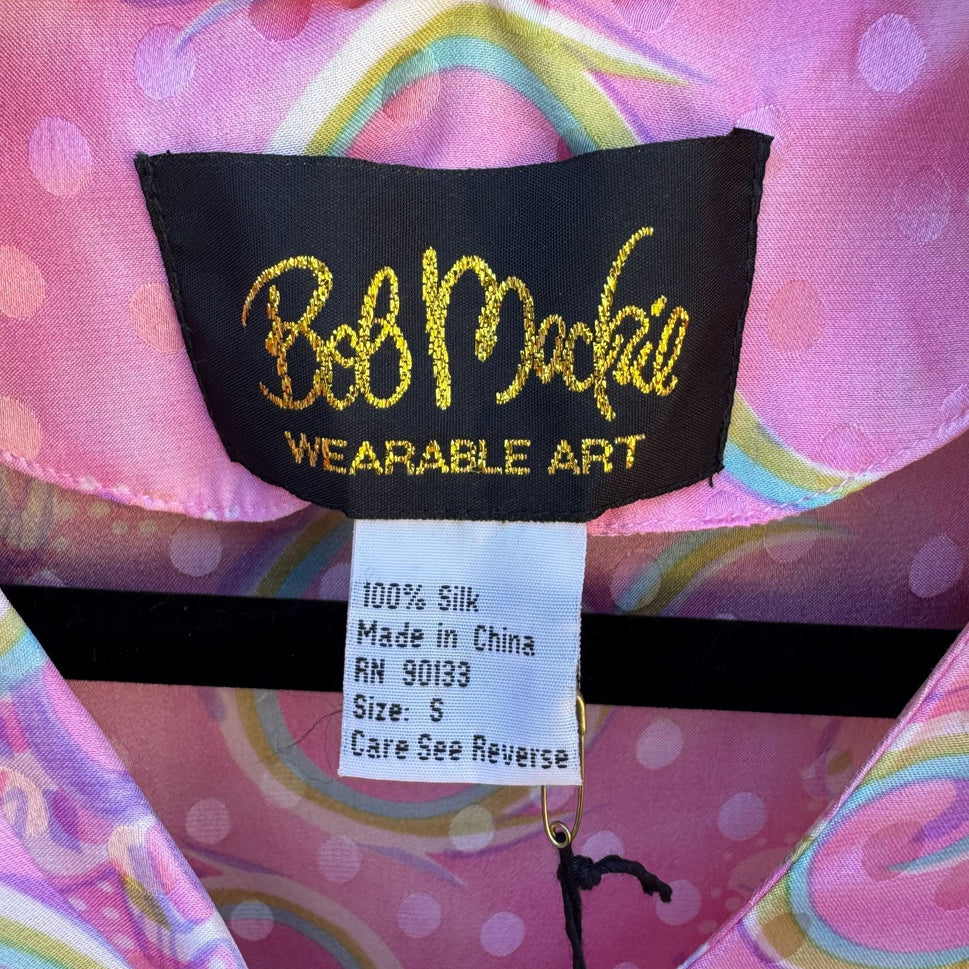 Bob Mackie
WEARABLE ART
100% Silk
Made in China
RN 90133
Size: S
Care See Reverse